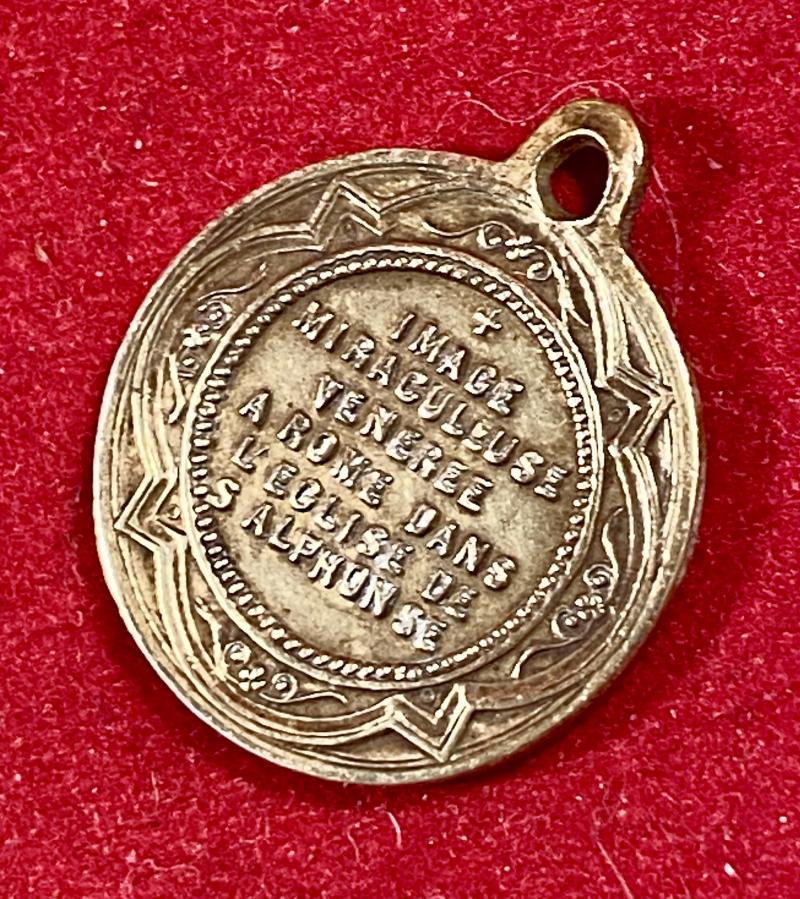 IMAGE
MIRACULEUSE
VENEREE
A ROME DANS
L'EGLISE DE
S ALPHONSE